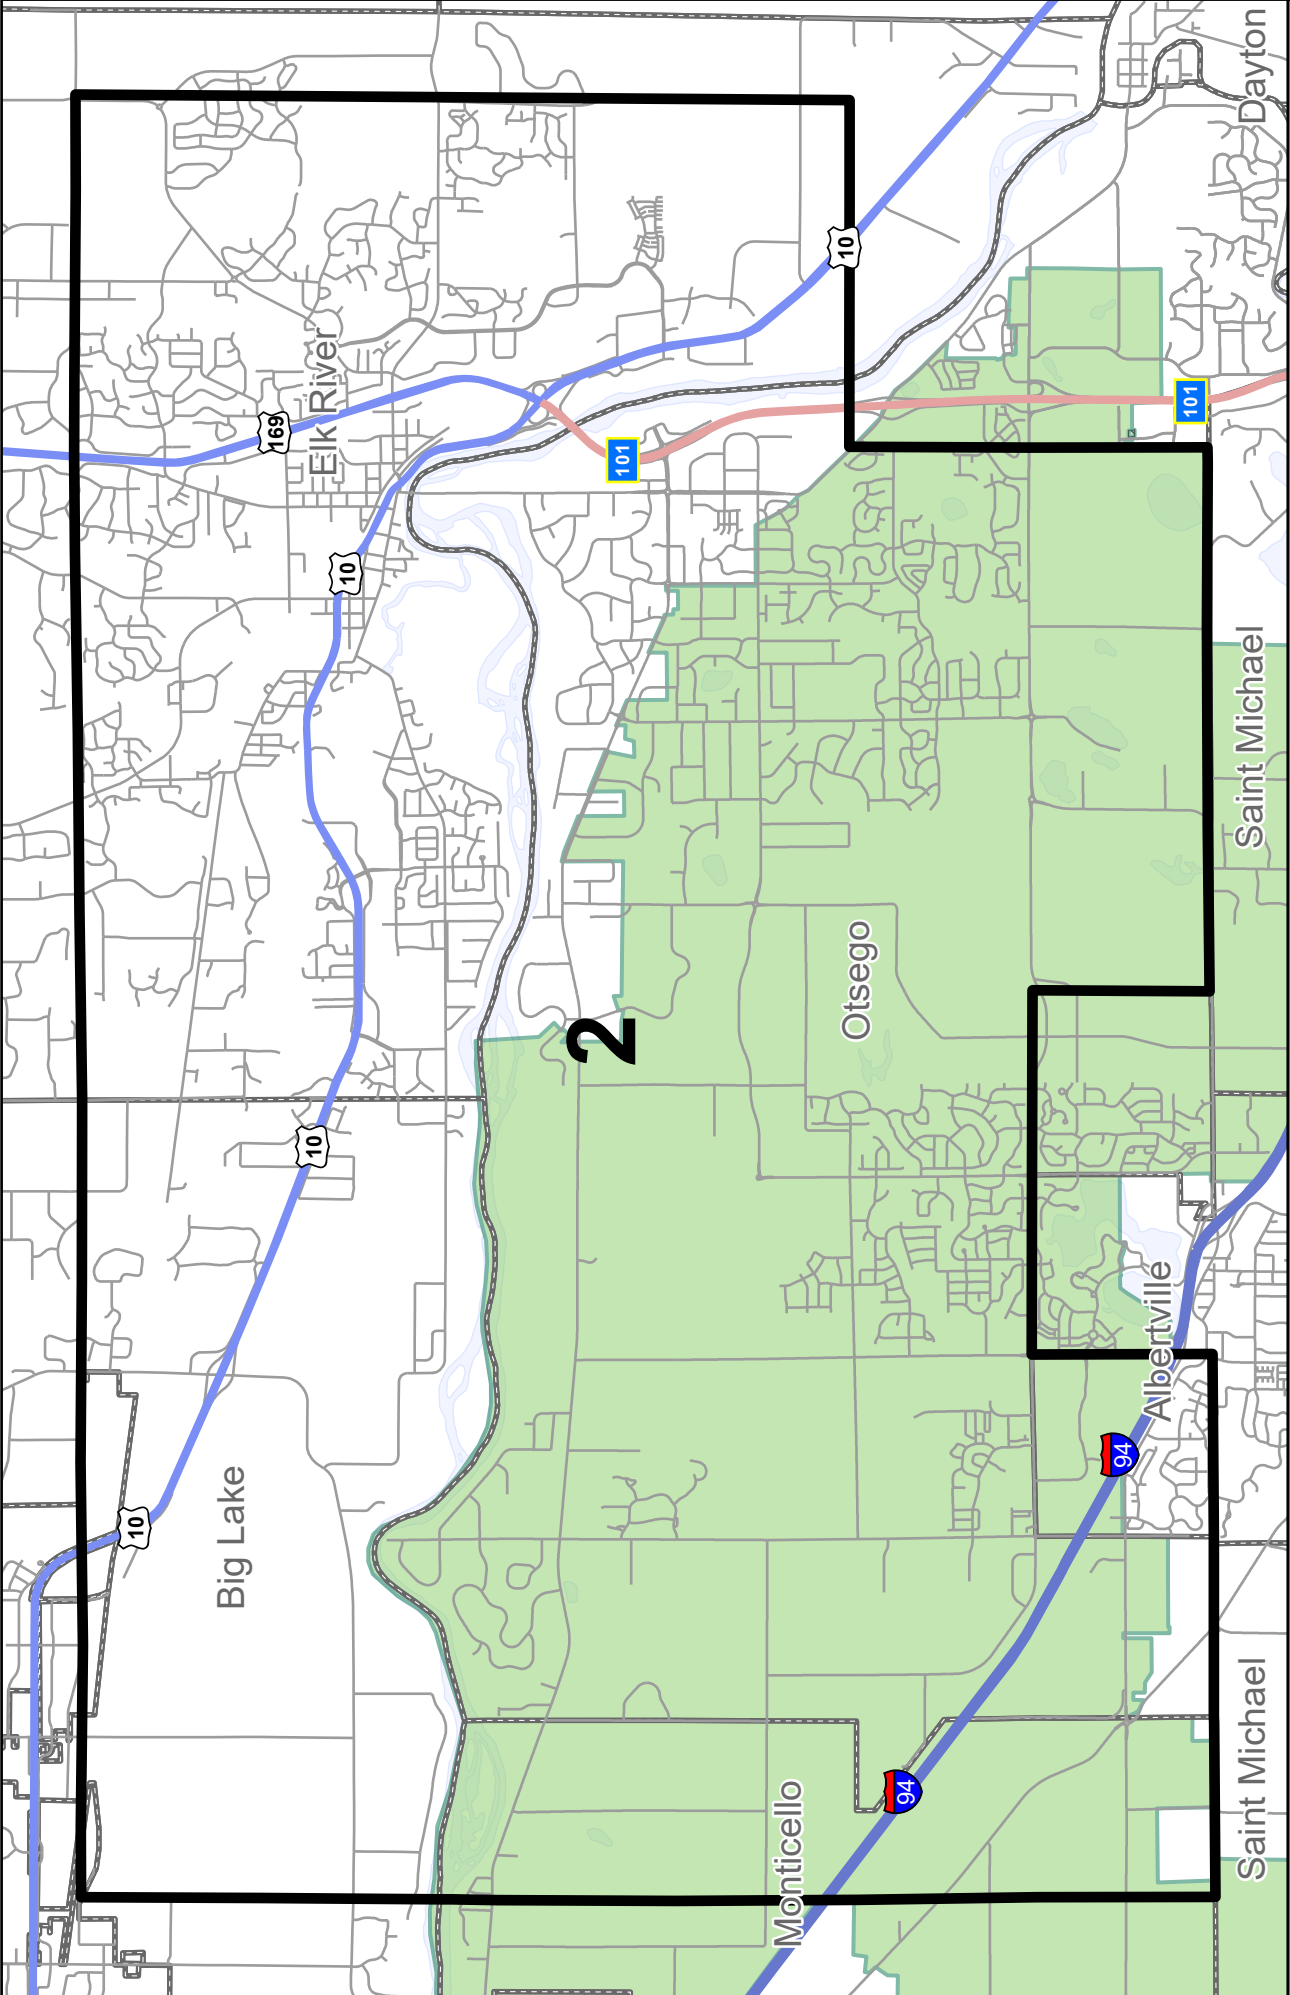 Dayton
10
101
101
169
Elk River
10
Saint Michael
Otsego
2
10
Albertville
94
10
Big Lake
94
Monticello
Saint Michael